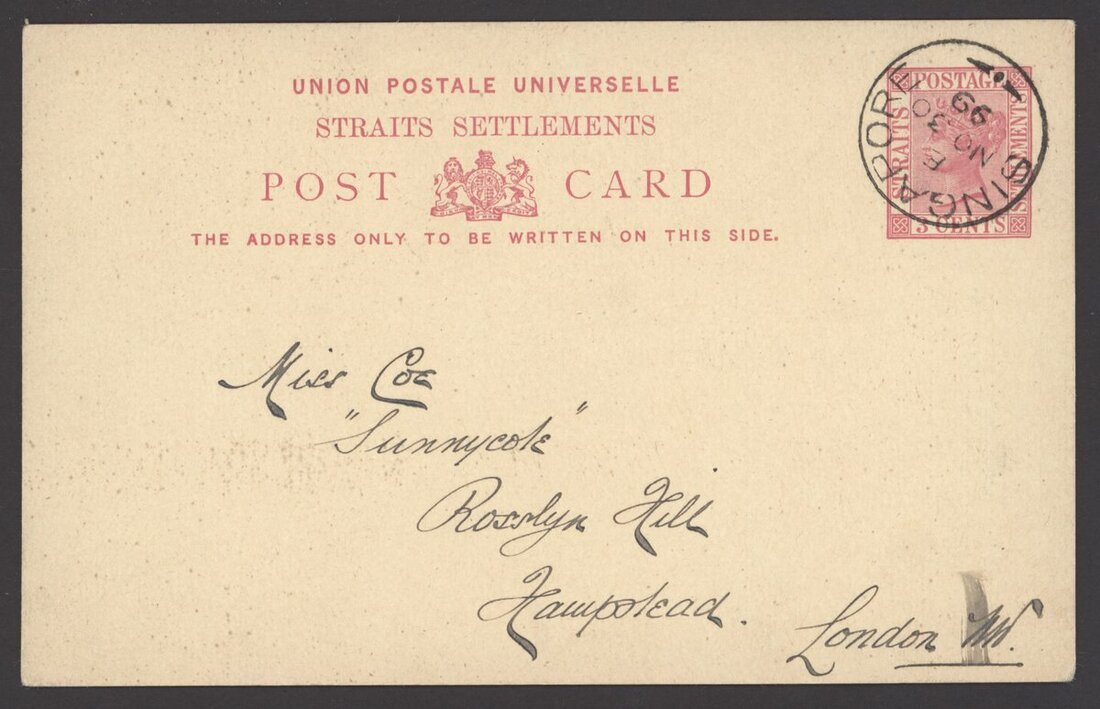 UNION POSTALE UNIVERSELLE
STRAITS SETTLEMENTS
POST CARD
THE ADDRESS ONLY TO BE WRITTEN ON THIS SIDE.
STRAITS
POSTAGE
SETTLEMENTS
3 CENTS
SINGAPORE
E
NO 30
99
Miss Coe
"Sunnycote"
Rosslyn Hill
Hampstead.
London NW.